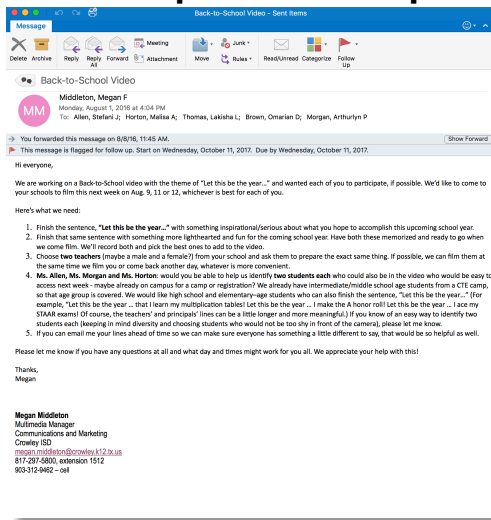 Back-to-School Video - Sent Items
Message
Meeting
Attachment
Junk
Rules
Delete Archive Reply Reply All Forward Move Read/Unread Categorize Follow Up
Back-to-School Video
MM
Middleton, Megan F
Monday, August 1, 2016 at 4:04 PM
To: Allen, Stefani J; Horton, Malisa A; Thomas, Lakisha L; Brown, Omarian D; Morgan, Arthurlyn P
You forwarded this message on 8/8/16, 11:45 AM. Show Forward
This message is flagged for follow up. Start on Wednesday, October 11, 2017. Due by Wednesday, October 11, 2017.
Hi everyone,
We are working on a Back-to-School video with the theme of "Let this be the year…" and wanted each of you to participate, if possible. We'd like to come to
your schools to film this next week on Aug. 9, 11 or 12, whichever is best for each of you.
Here's what we need:
1. Finish the sentence, "Let this be the year…" with something inspirational/serious about what you hope to accomplish this upcoming school year.
2. Finish that same sentence with something more lighthearted and fun for the coming school year. Have both these memorized and ready to go when
we come film. We'll record both and pick the best ones to add to the video.
3. Choose two teachers (maybe a male and a female?) from your school and ask them to prepare the exact same thing. If possible, we can film them at
the same time we film you or come back another day, whatever is more convenient.
4. Ms. Allen, Ms. Morgan and Ms. Horton: would you be able to help us identify two students each who could also be in the video who would be easy to
access next week - maybe already on campus for a camp or registration? We already have intermediate/middle school age students from a CTE camp,
so that age group is covered. We would like high school and elementary–age students who can also finish the sentence, "Let this be the year…" (For
example, "Let this be the year … that I learn my multiplication tables! Let this be the year … I make the A honor roll! Let this be the year … I ace my
STAAR exams! Of course, the teachers' and principals' lines can be a little longer and more meaningful.) If you know of an easy way to identify two
students each (keeping in mind diversity and choosing students who would not be too shy in front of the camera), please let me know.
5. If you can email me your lines ahead of time so we can make sure everyone has something a little different to say, that would be so helpful as well.
Please let me know if you have any questions at all and what day and times might work for you all. We appreciate your help with this!
Thanks,
Megan
Megan Middleton
Multimedia Manager
Communications and Marketing
Crowley ISD
megan.middleton@crowley.k12.tx.us
817-297-5800, extension 1512
903-312-9462 – cell